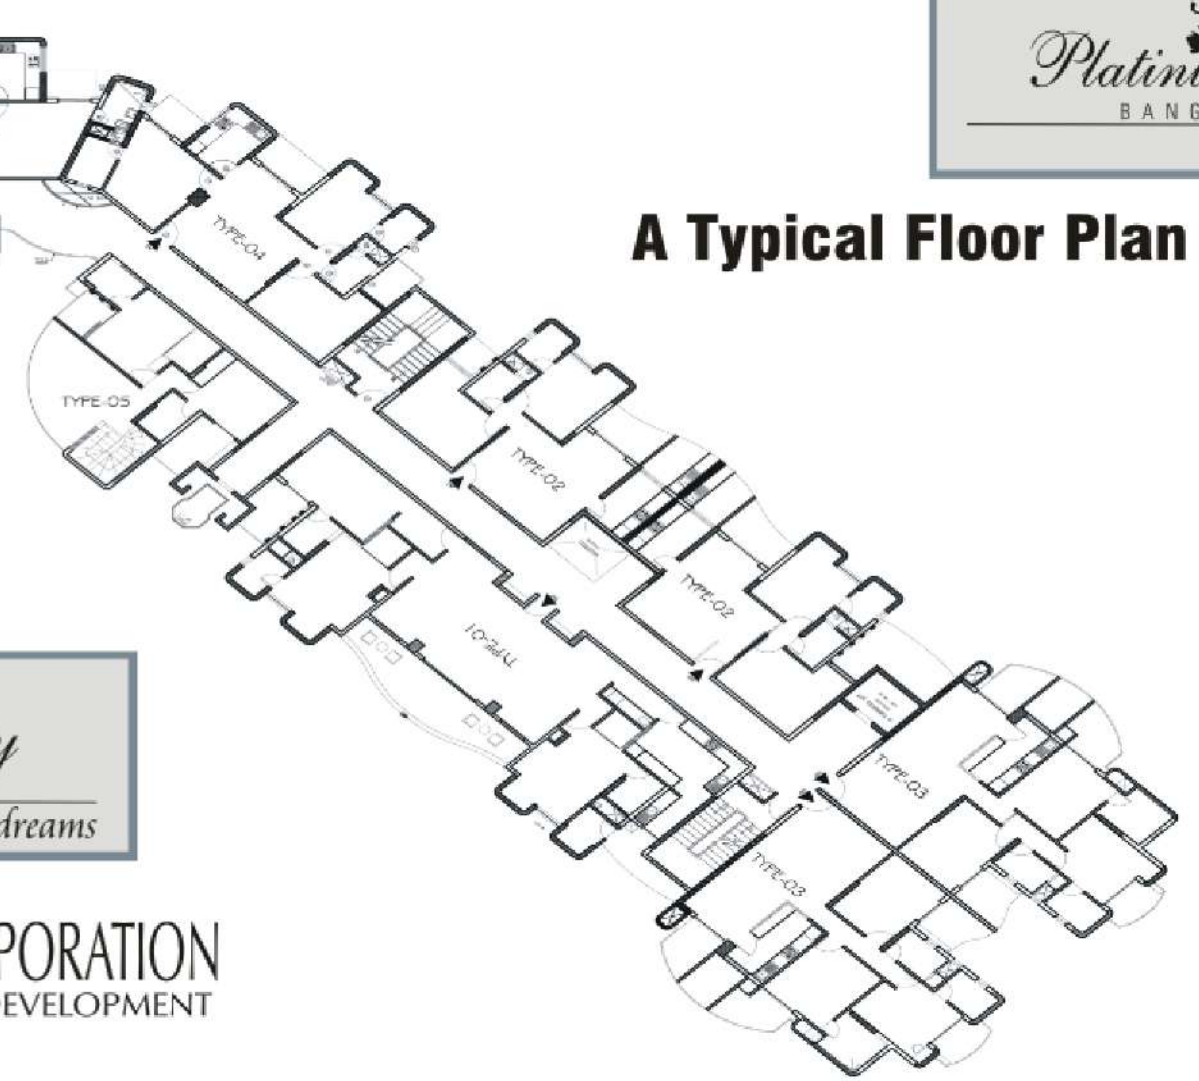 Platin
BANG
A Typical Floor Plan
TYPE-04
TYPE-05
TYPE-02
TYPE-02
TYPE-01
TYPE-03
TYPE-03
y
dreams
PORATION
EVELOPMENT